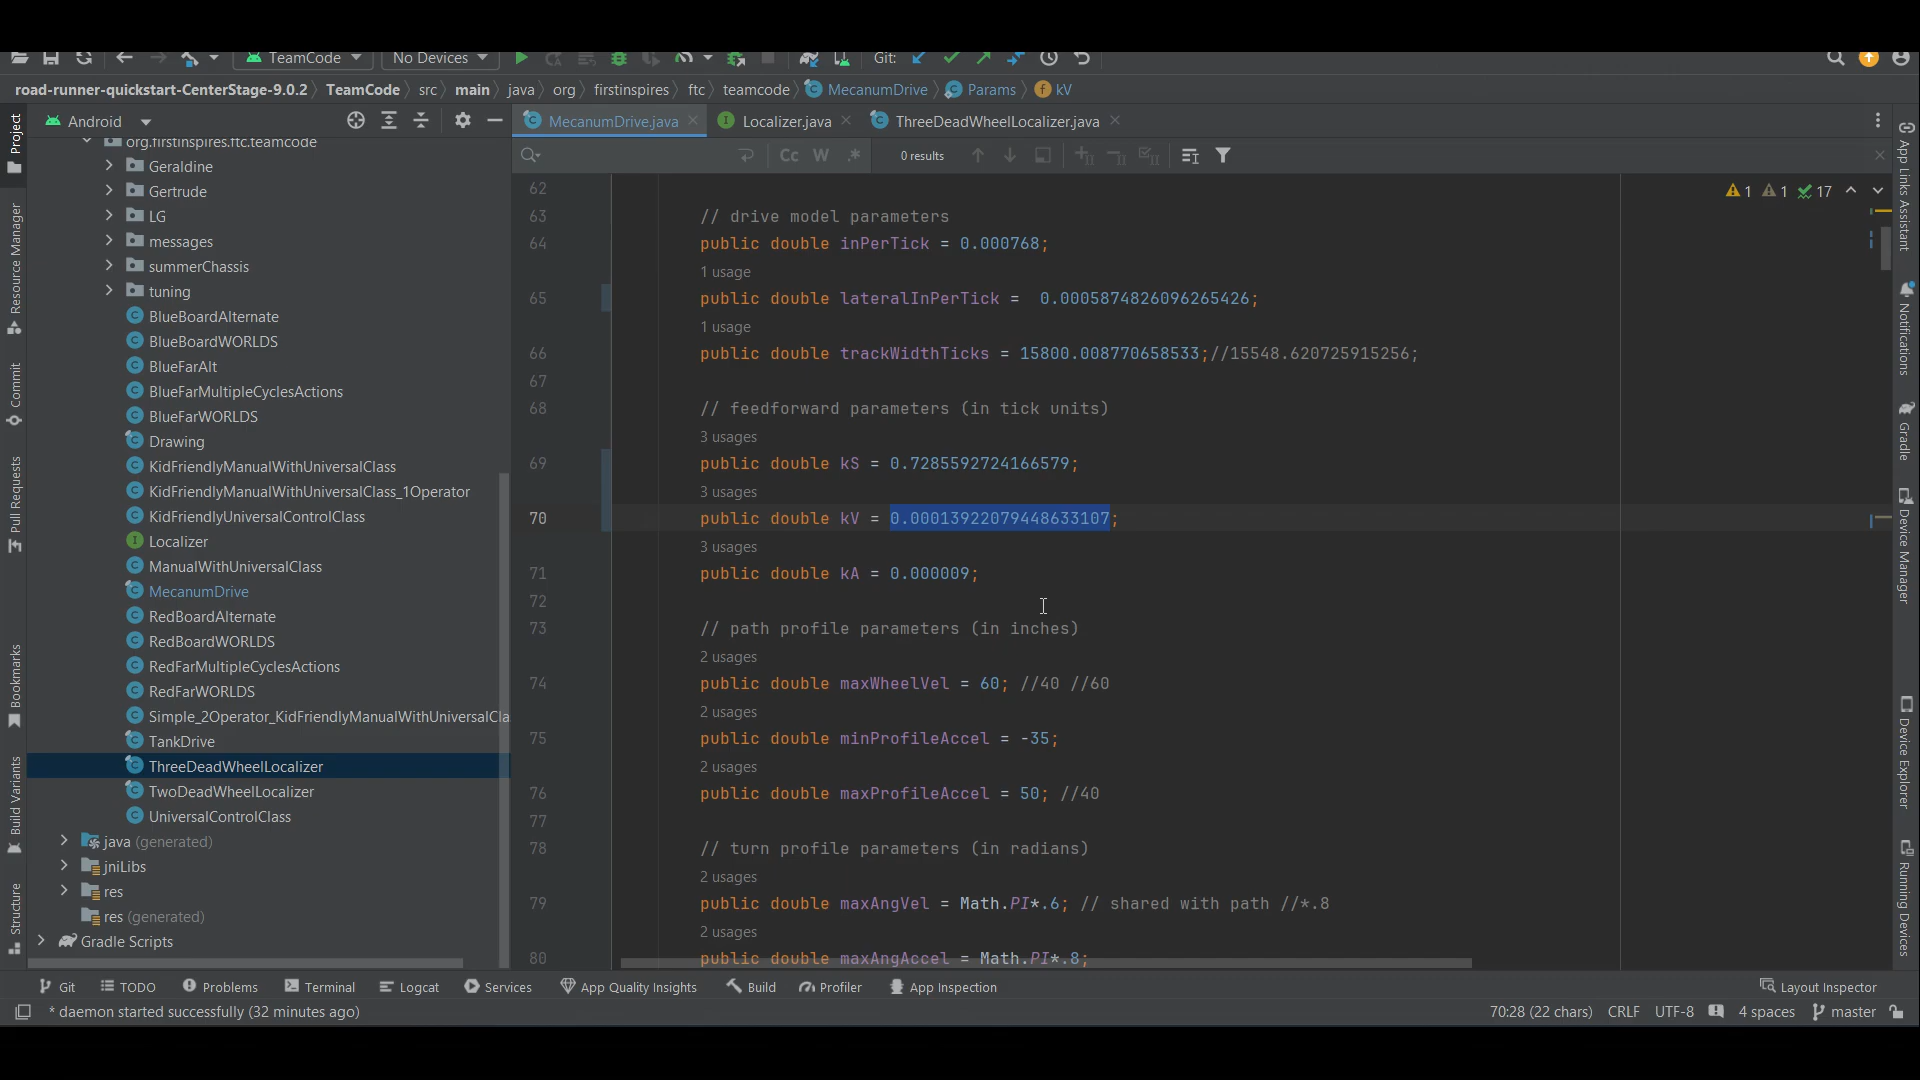 TeamCode No Devices Git:
road-runner-quickstart-CenterStage-9.0.2 TeamCode src main java org firstinspires ftc teamcode MecanumDrive Params kV
Android
MecanumDrive.java Localizer.java ThreeDeadWheelLocalizer.java
Cc W .* 0 results
1 1 17
Project
Resource Manager
Commit
Pull Requests
Bookmarks
Build Variants
Structure
org.firstinspires.ftc.teamcode
Geraldine
Gertrude
LG
messages
summerChassis
tuning
BlueBoardAlternate
BlueBoardWORLDS
BlueFarAlt
BlueFarMultipleCyclesActions
BlueFarWORLDS
Drawing
KidFriendlyManualWithUniversalClass
KidFriendlyManualWithUniversalClass_1Operator
KidFriendlyUniversalControlClass
Localizer
ManualWithUniversalClass
MecanumDrive
RedBoardAlternate
RedBoardWORLDS
RedFarMultipleCyclesActions
RedFarWORLDS
Simple_2Operator_KidFriendlyManualWithUniversalCla
TankDrive
ThreeDeadWheelLocalizer
TwoDeadWheelLocalizer
UniversalControlClass
java (generated)
jniLibs
res
res (generated)
Gradle Scripts
62
63 // drive model parameters
64 public double inPerTick = 0.000768;
1 usage
65 public double lateralInPerTick =  0.0005874826096265426;
1 usage
66 public double trackWidthTicks = 15800.008770658533;//15548.620725915256;
67
68 // feedforward parameters (in tick units)
3 usages
69 public double kS = 0.7285592724166579;
3 usages
70 public double kV = 0.00013922079448633107;
3 usages
71 public double kA = 0.000009;
72
73 // path profile parameters (in inches)
2 usages
74 public double maxWheelVel = 60; //40 //60
2 usages
75 public double minProfileAccel = -35;
2 usages
76 public double maxProfileAccel = 50; //40
77
78 // turn profile parameters (in radians)
2 usages
79 public double maxAngVel = Math.PI*.6; // shared with path //*.8
2 usages
80 public double maxAngAccel = Math.PI*.8;
App Links Assistant
Notifications
Gradle
Device Manager
Device Explorer
Running Devices
Git TODO Problems Terminal Logcat Services App Quality Insights Build Profiler App Inspection Layout Inspector
* daemon started successfully (32 minutes ago) 70:28 (22 chars) CRLF UTF-8 4 spaces master